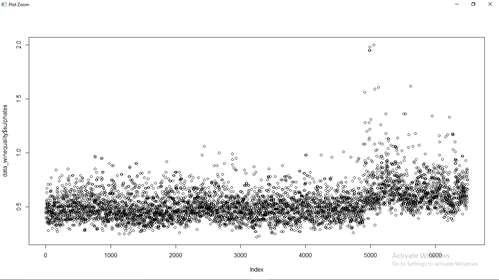 Plot Zoom
2.0
1.5
1.0
0.5
data_winequality$sulphates
0 1000 2000 3000 4000 5000 6000
Index
Activate Windows
Go to Settings to activate Windows.